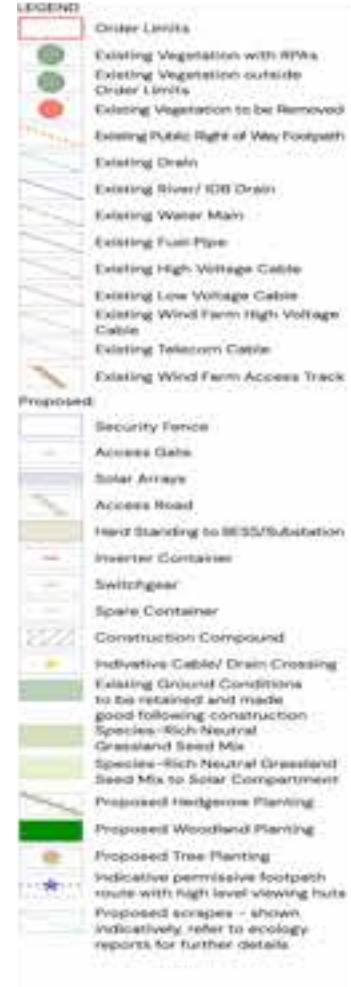 LEGEND
Order Limits
Existing Vegetation with RPAs
Existing Vegetation outside
Order Limits
Existing Vegetation to be Removed
Existing Public Right of Way Footpath
Existing Drain
Existing River/ IDB Drain
Existing Water Main
Existing Fuel Pipe
Existing High Voltage Cable
Existing Low Voltage Cable
Existing Wind Farm High Voltage
Cable
Existing Telecom Cable
Existing Wind Farm Access Track
Proposed:
Security Fence
Access Gate
Solar Arrays
Access Road
Hard Standing to BESS/Substation
Inverter Container
Switchgear
Spare Container
Construction Compound
Indivative Cable/ Drain Crossing
Existing Ground Conditions
to be retained and made
good following construction
Species-Rich Neutral
Grassland Seed Mix
Species-Rich Neutral Grassland
Seed Mix to Solar Compartment
Proposed Hedgerow Planting
Proposed Woodland Planting
Proposed Tree Planting
Indicative permissive footpath
route with high level viewing huts
Proposed scrapes - shown
indicatively, refer to ecology
reports for further details